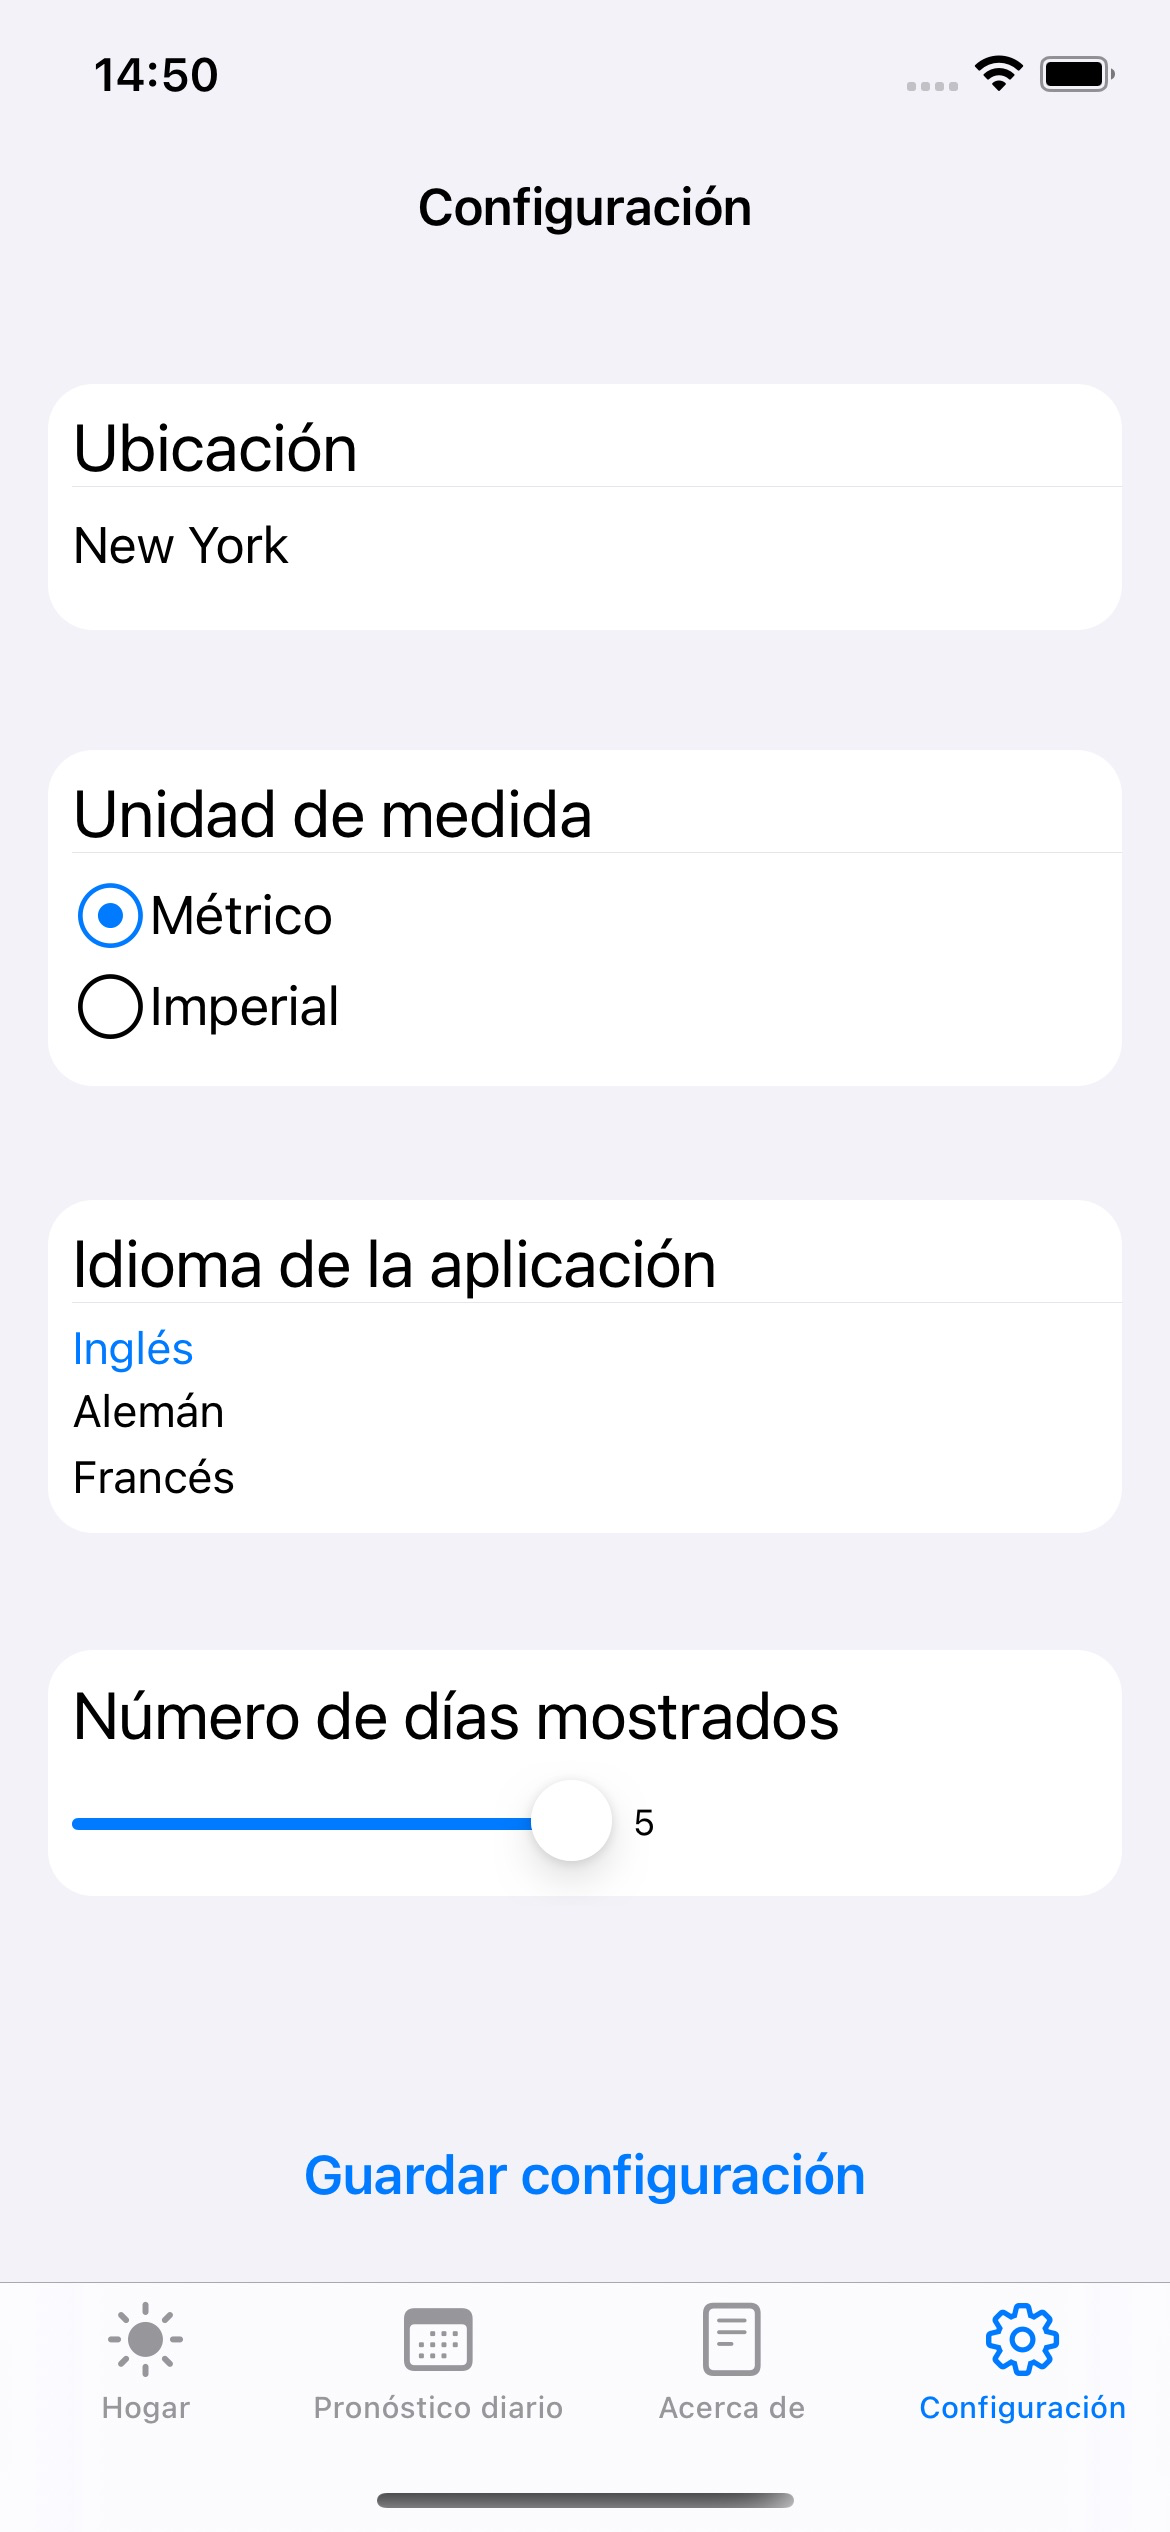 14:50
Configuración
Ubicación
New York
Unidad de medida
Métrico
Imperial
Idioma de la aplicación
Inglés
Alemán
Francés
Número de días mostrados
5
Guardar configuración
Hogar
Pronóstico diario
Acerca de
Configuración